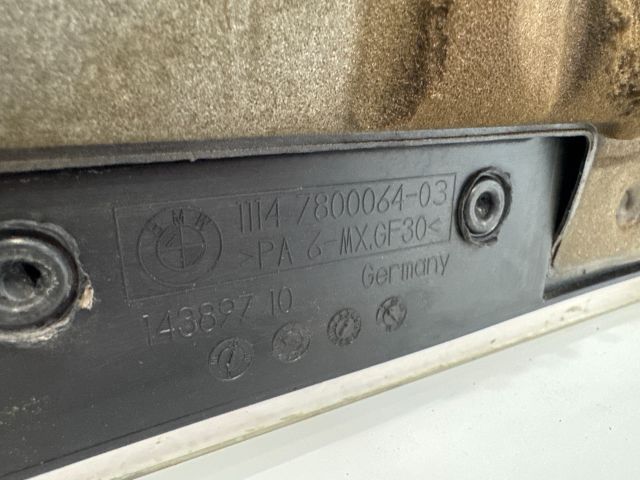 BMW
1114 7800064-03
>PA 6-MX.GF30<
Germany
143897 10